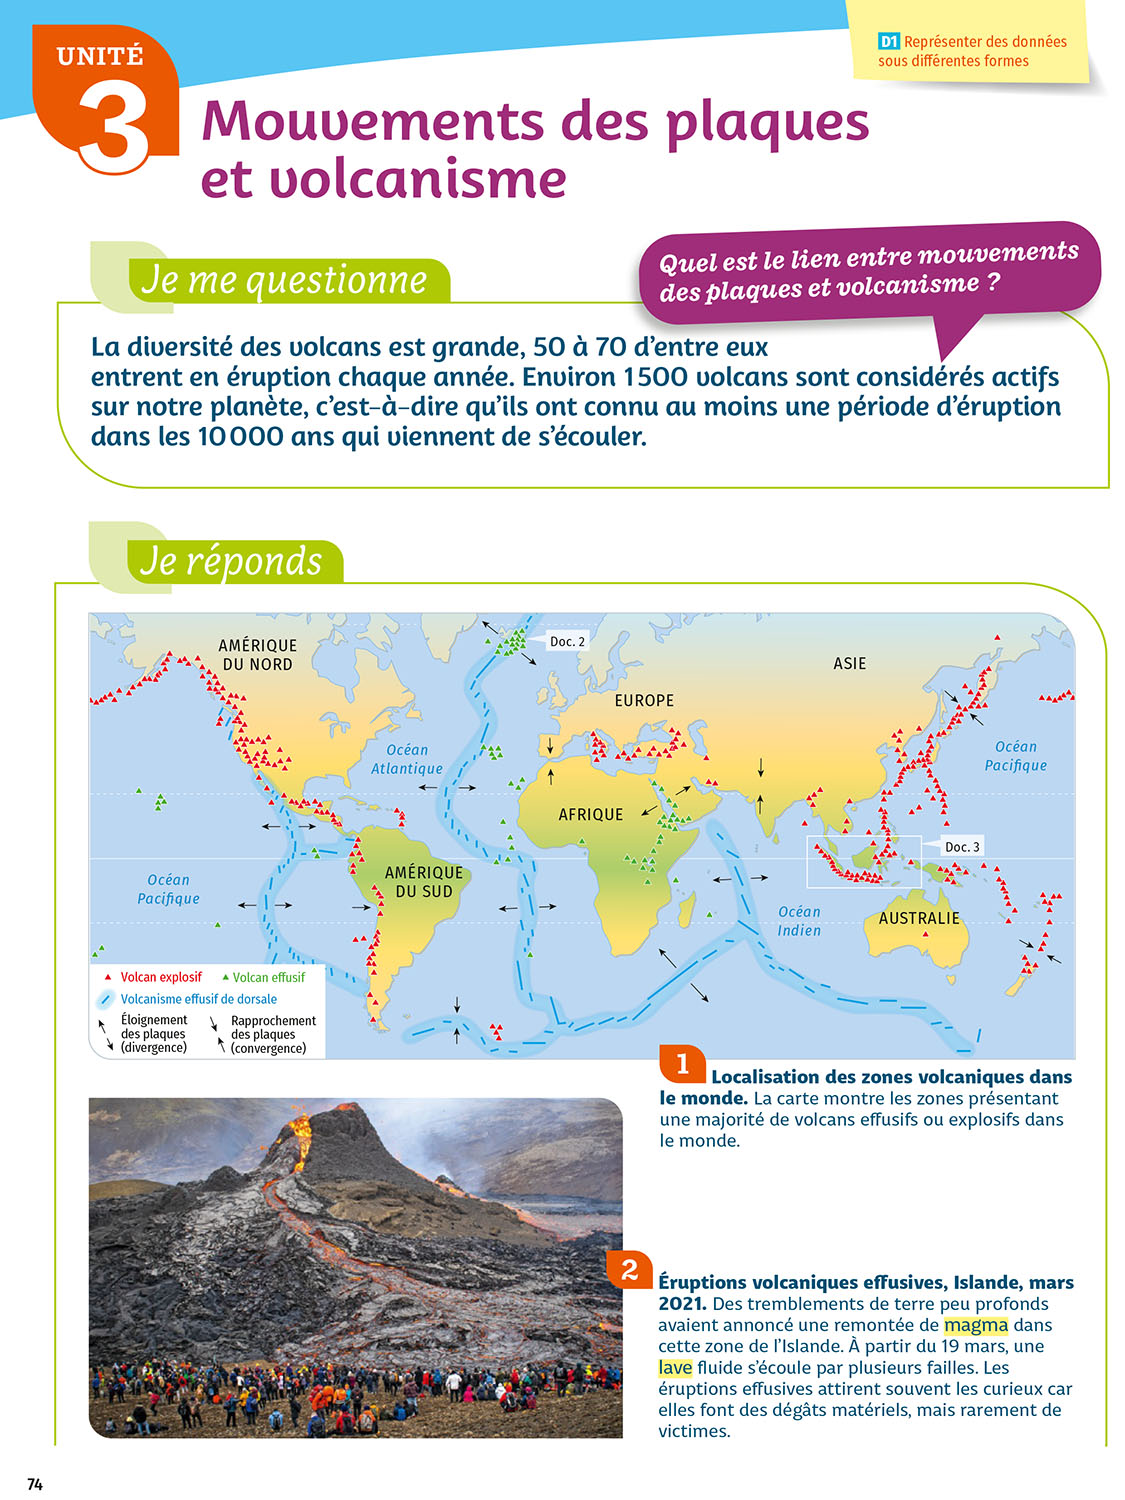 UNITÉ
3
D1 Représenter des données
sous différentes formes
Mouvements des plaques
et volcanisme
Je me questionne
Quel est le lien entre mouvements
des plaques et volcanisme ?
La diversité des volcans est grande, 50 à 70 d'entre eux
entrent en éruption chaque année. Environ 1 500 volcans sont considérés actifs
sur notre planète, c'est-à-dire qu'ils ont connu au moins une période d'éruption
dans les 10 000 ans qui viennent de s'écouler.
Je réponds
AMÉRIQUE
DU NORD
Doc. 2
ASIE
EUROPE
Océan
Atlantique
Océan
Pacifique
AFRIQUE
Doc. 3
AMÉRIQUE
DU SUD
Océan
Pacifique
Océan
Indien
AUSTRALIE
Volcan explosif
Volcan effusif
Volcanisme effusif de dorsale
Éloignement
des plaques
(divergence)
Rapprochement
des plaques
(convergence)
1
Localisation des zones volcaniques dans
le monde. La carte montre les zones présentant
une majorité de volcans effusifs ou explosifs dans
le monde.
2
Éruptions volcaniques effusives, Islande, mars
2021. Des tremblements de terre peu profonds
avaient annoncé une remontée de magma dans
cette zone de l'Islande. À partir du 19 mars, une
lave fluide s'écoule par plusieurs failles. Les
éruptions effusives attirent souvent les curieux car
elles font des dégâts matériels, mais rarement de
victimes.
74